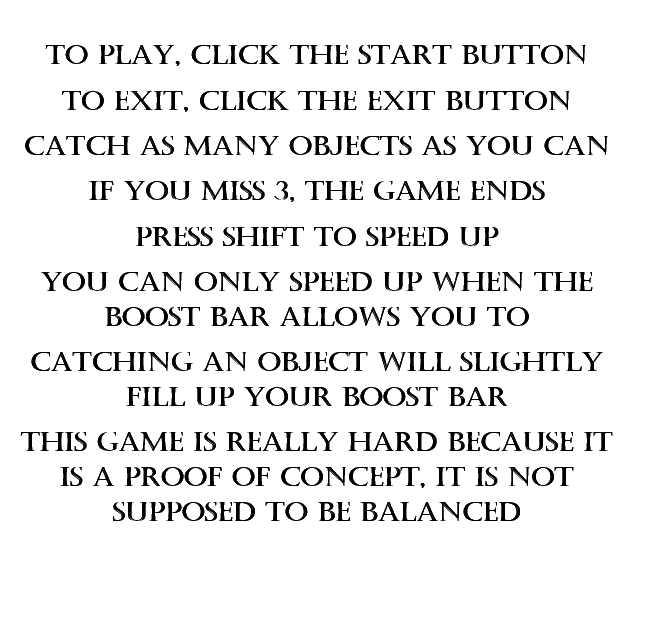 TO PLAY, CLICK THE START BUTTON
TO EXIT, CLICK THE EXIT BUTTON
CATCH AS MANY OBJECTS AS YOU CAN
IF YOU MISS 3, THE GAME ENDS
PRESS SHIFT TO SPEED UP
YOU CAN ONLY SPEED UP WHEN THE
BOOST BAR ALLOWS YOU TO
CATCHING AN OBJECT WILL SLIGHTLY
FILL UP YOUR BOOST BAR
THIS GAME IS REALLY HARD BECAUSE IT
IS A PROOF OF CONCEPT, IT IS NOT
SUPPOSED TO BE BALANCED